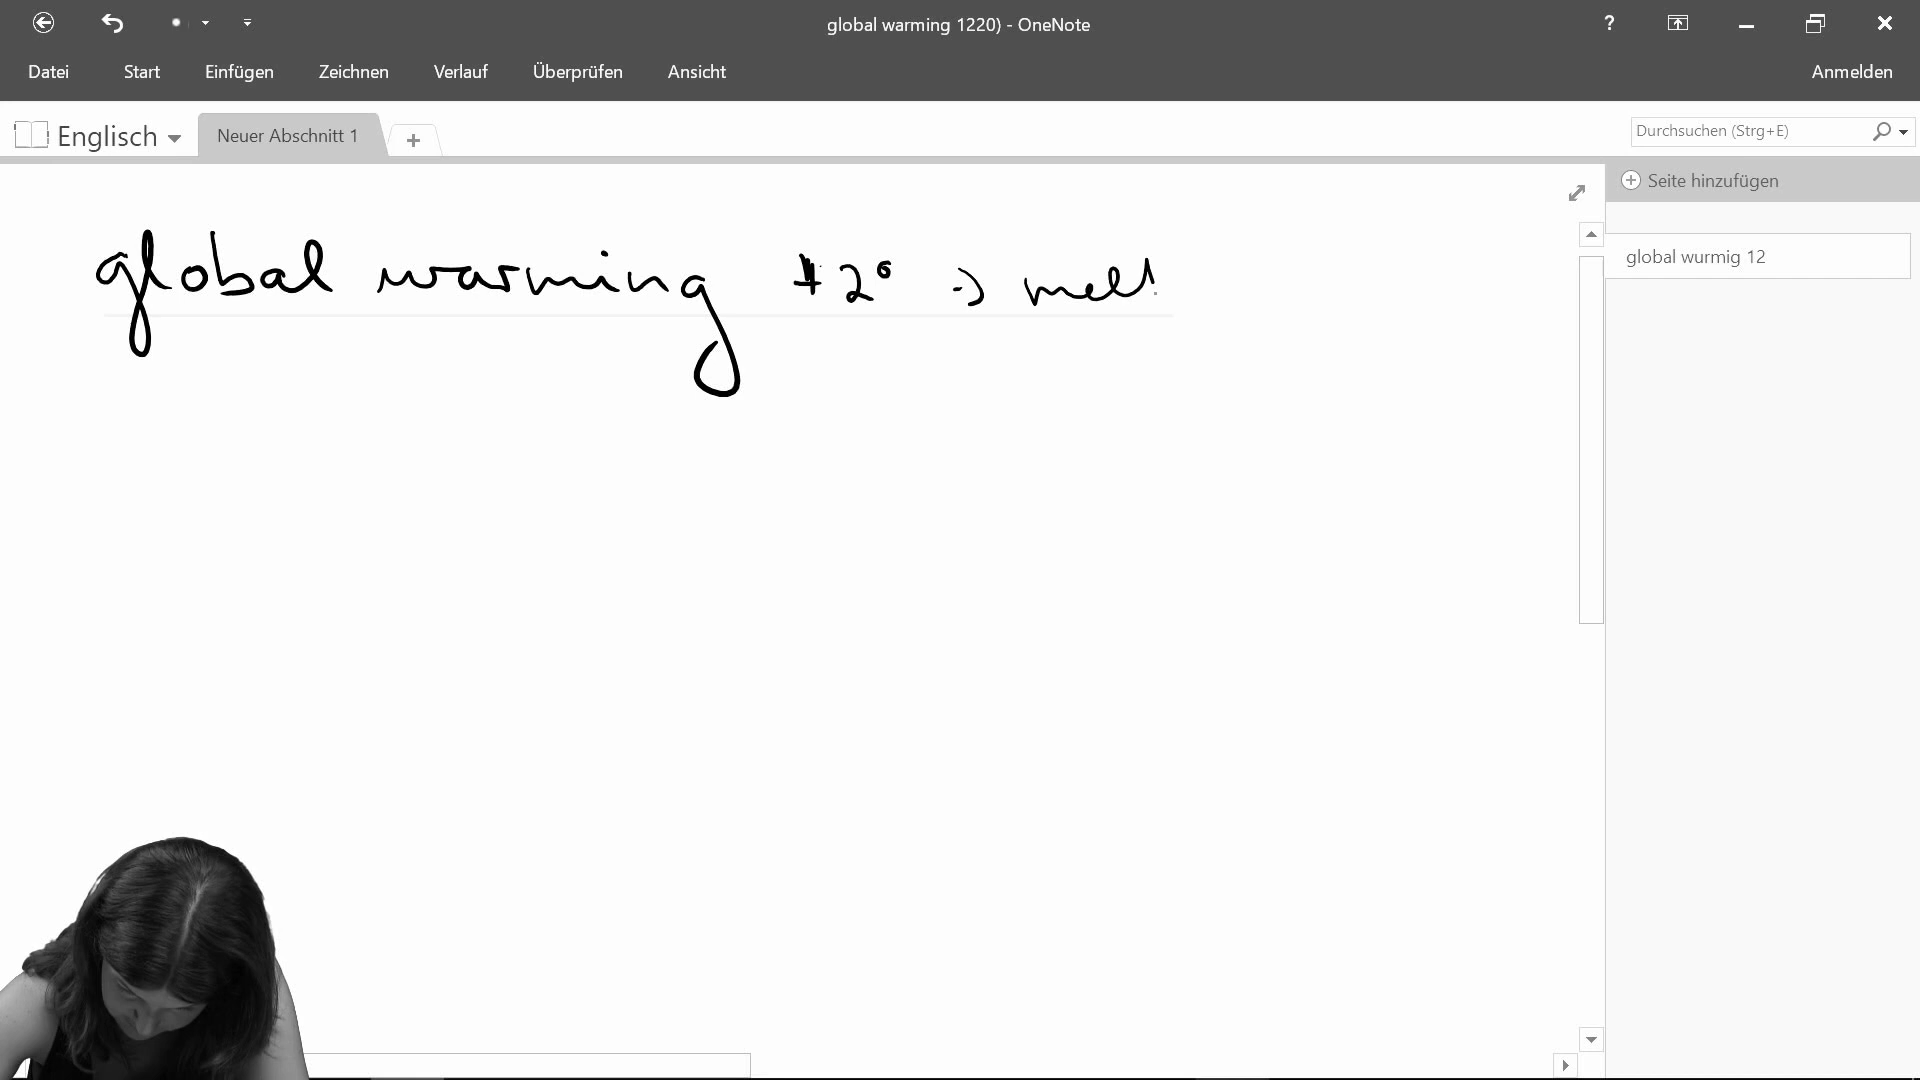 global warming 1220) - OneNote
?
Datei Start Einfügen Zeichnen Verlauf Überprüfen Ansicht Anmelden
Englisch Neuer Abschnitt 1 +
Durchsuchen (Strg+E)
Seite hinzufügen
global wurmig 12
global warming +2° → melt